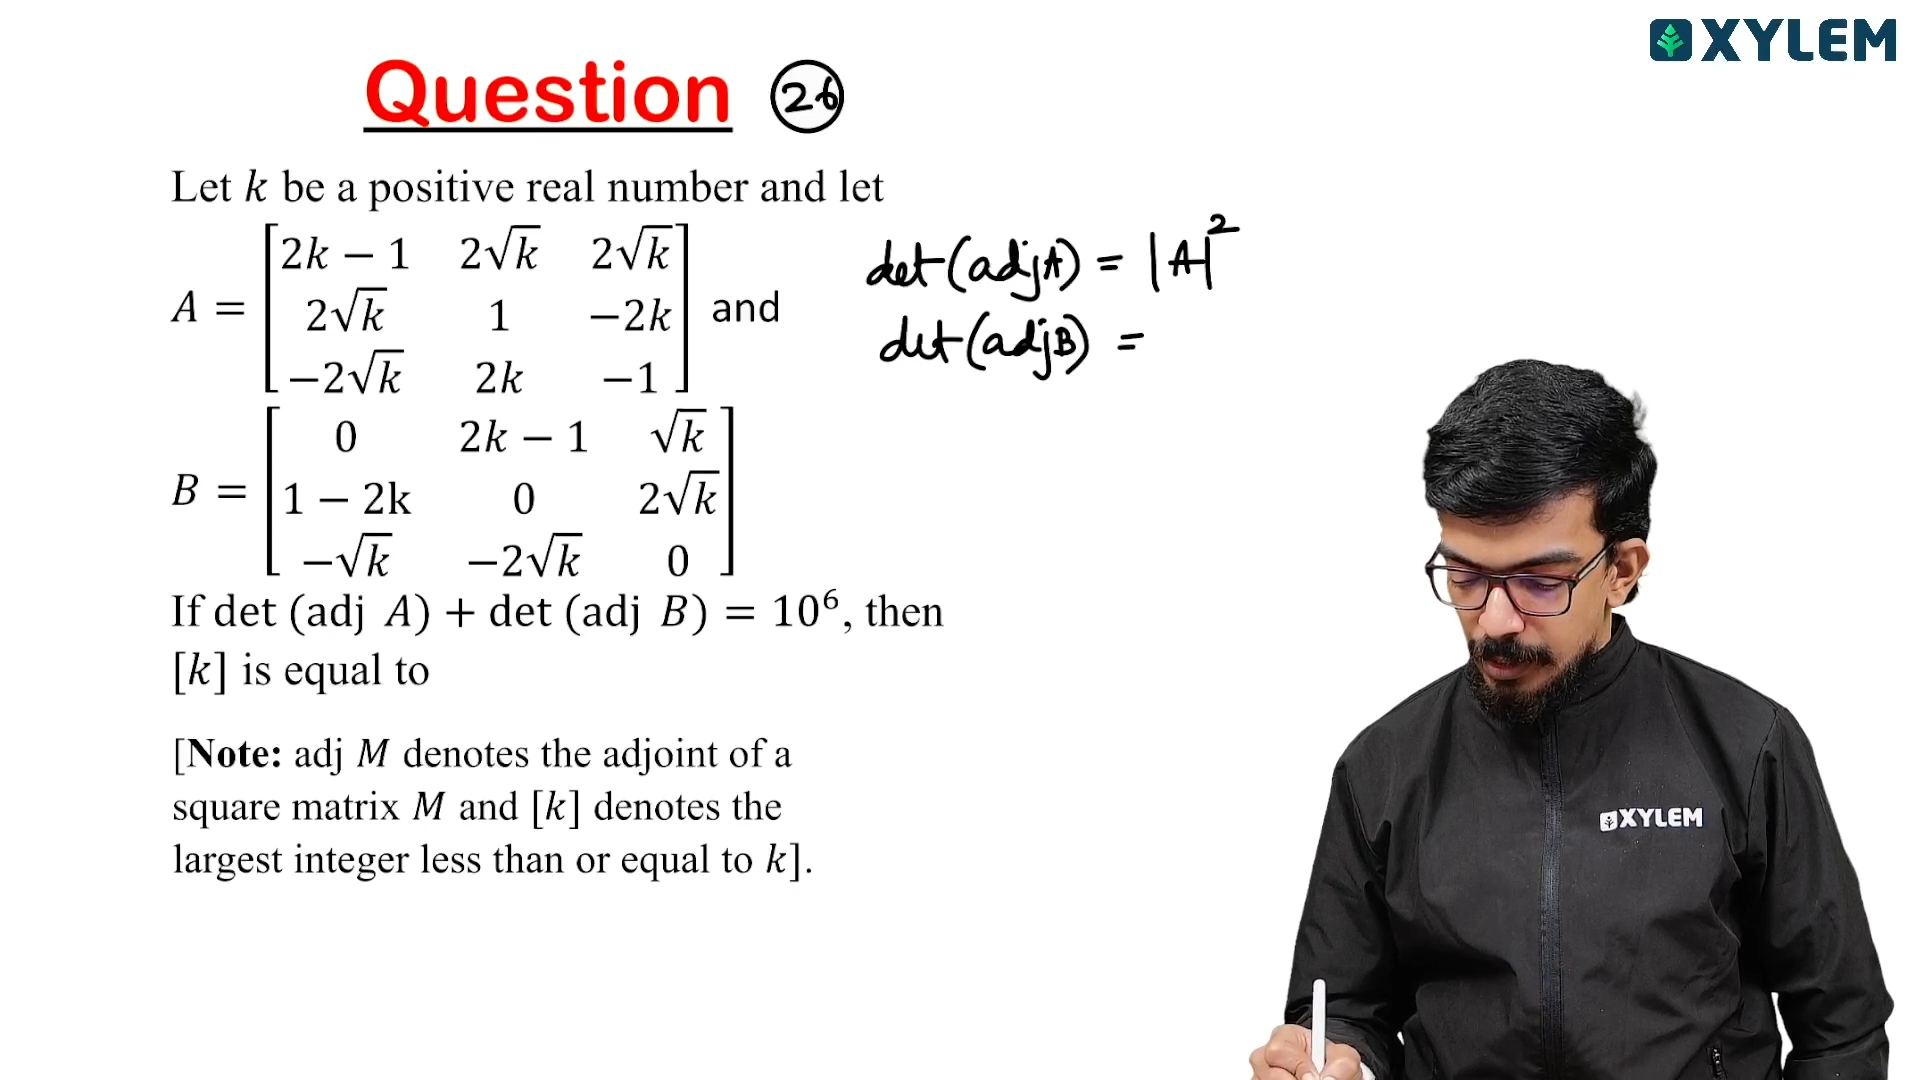 XYLEM
Question 26
Let k be a positive real number and let
A = [2k − 1 2√k 2√k
2√k 1 −2k
−2√k 2k −1] and
B = [0 2k − 1 √k
1 − 2k 0 2√k
−√k −2√k 0]
If det (adj A) + det (adj B) = 10⁶, then
[k] is equal to
[Note: adj M denotes the adjoint of a
square matrix M and [k] denotes the
largest integer less than or equal to k].
det(adjA) = |A|²
det(adjB) =
XYLEM